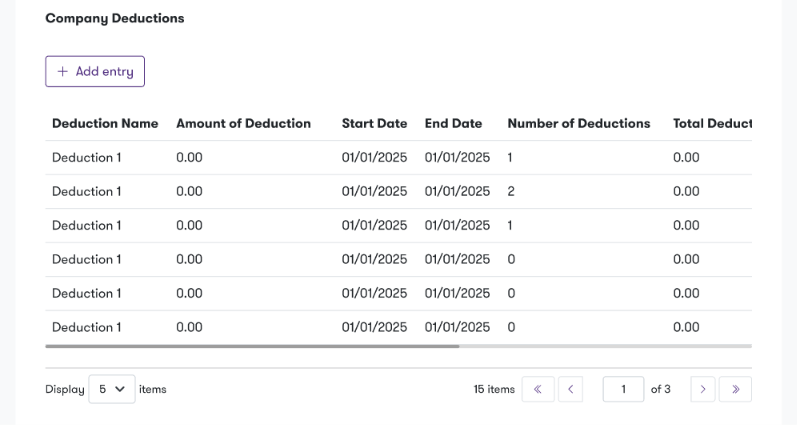 Company Deductions
+ Add entry
Deduction Name Amount of Deduction Start Date End Date Number of Deductions Total Deduct
Deduction 1 0.00 01/01/2025 01/01/2025 1 0.00
Deduction 1 0.00 01/01/2025 01/01/2025 2 0.00
Deduction 1 0.00 01/01/2025 01/01/2025 1 0.00
Deduction 1 0.00 01/01/2025 01/01/2025 0 0.00
Deduction 1 0.00 01/01/2025 01/01/2025 0 0.00
Deduction 1 0.00 01/01/2025 01/01/2025 0 0.00
Display 5 items 15 items « ‹ 1 of 3 › »